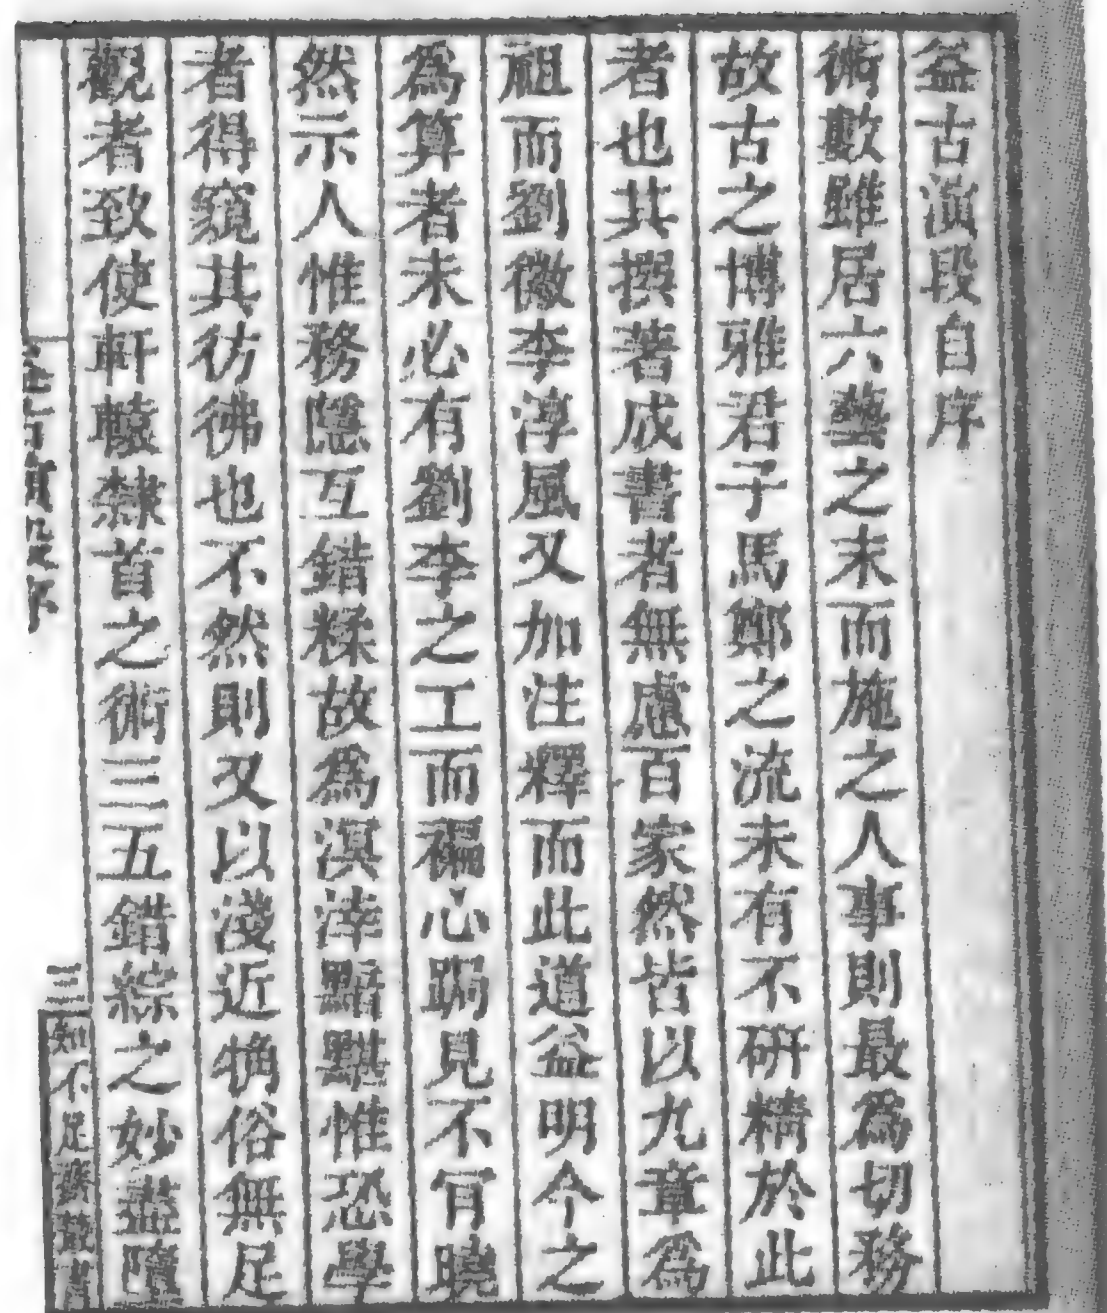 益古演段自序
術數雖居六藝之末而施之人事則最為切務
故古之博雅君子馬鄭之流未有不研精於此
者也其撰著成書者無慮百家然皆以九章為
祖而劉徽李淳風又加注釋而此道益明今之
為算者未必有劉李之工而褊心跼見不肎曉
然示人惟務隱互錯糅故為溟涬黯黮惟恐學
者得窺其彷彿也不然則又以淺近觕俗無足
觀者致使軒轅隸首之術三五錯綜之妙盡墮
益古演段序
三
知不足齋叢書